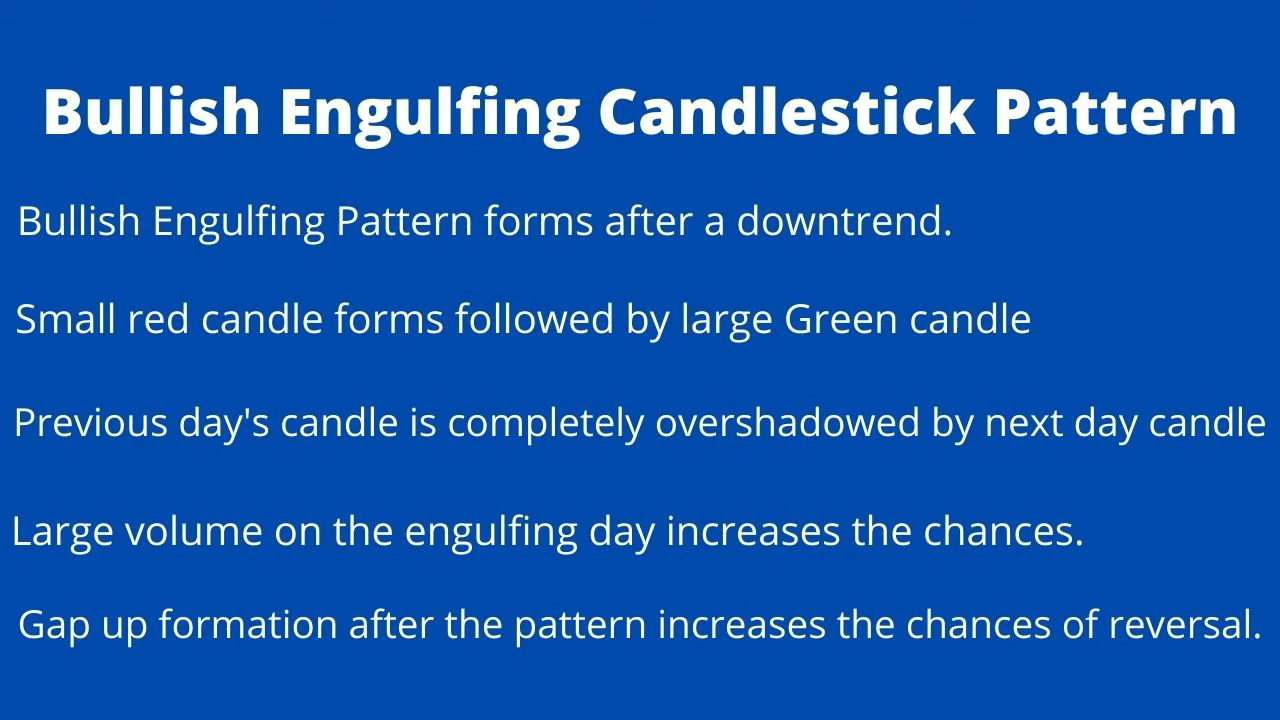 Bullish Engulfing Candlestick Pattern
Bullish Engulfing Pattern forms after a downtrend.
Small red candle forms followed by large Green candle
Previous day's candle is completely overshadowed by next day candle
Large volume on the engulfing day increases the chances.
Gap up formation after the pattern increases the chances of reversal.